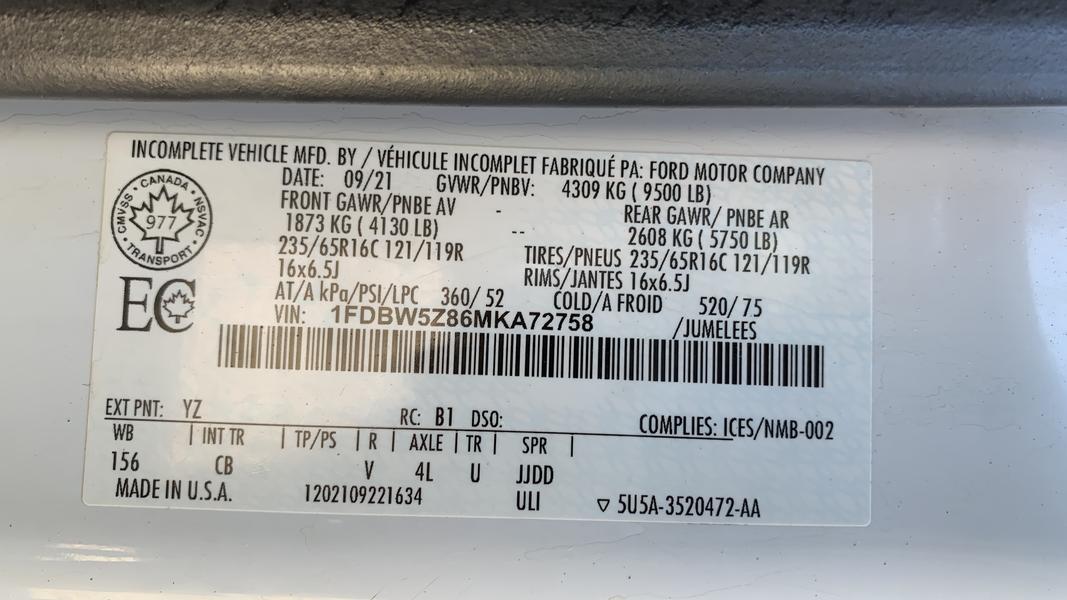 INCOMPLETE VEHICLE MFD. BY / VÉHICULE INCOMPLET FABRIQUÉ PA: FORD MOTOR COMPANY
DATE: 09/21 GVWR/PNBV: 4309 KG ( 9500 LB)
FRONT GAWR/PNBE AV - REAR GAWR/ PNBE AR
1873 KG ( 4130 LB) -- 2608 KG ( 5750 LB)
235/65R16C 121/119R TIRES/PNEUS 235/65R16C 121/119R
16x6.5J RIMS/JANTES 16x6.5J
AT/A kPa/PSI/LPC 360/ 52 COLD/A FROID 520/ 75
VIN: 1FDBW5Z86MKA72758 /JUMELEES
CANADA
CMVSS NSVAC
977
TRANSPORT
EC
EXT PNT: YZ RC: B1 DSO: COMPLIES: ICES/NMB-002
WB | INT TR | TP/PS | R | AXLE | TR | SPR |
156 CB V 4L U JJDD
MADE IN U.S.A. 1202109221634 ULI ▽ 5U5A-3520472-AA